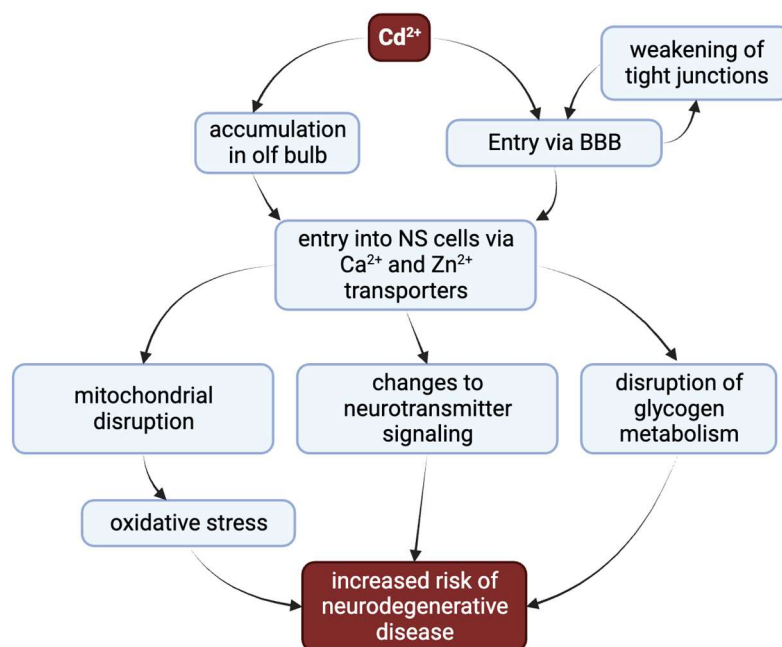 Cd²⁺
weakening of
tight junctions
accumulation
in olf bulb
Entry via BBB
entry into NS cells via
Ca²⁺ and Zn²⁺
transporters
mitochondrial
disruption
changes to
neurotransmitter
signaling
disruption of
glycogen
metabolism
oxidative stress
increased risk of
neurodegenerative
disease